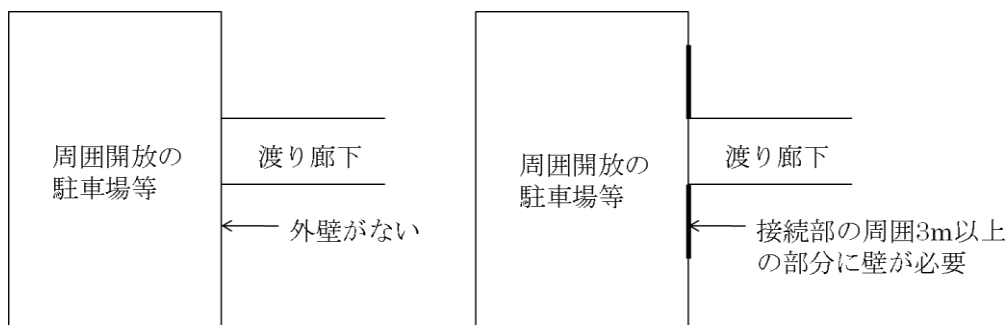 周囲開放の
駐車場等
渡り廊下
外壁がない
周囲開放の
駐車場等
渡り廊下
接続部の周囲3m以上
の部分に壁が必要